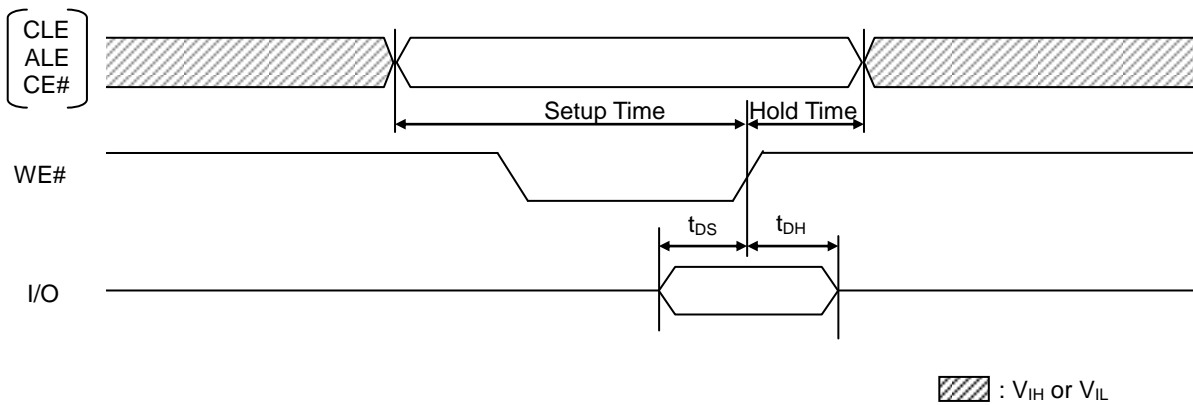 CLE
ALE
CE#
Setup Time
Hold Time
WE#
tDS
tDH
I/O
: VIH or VIL